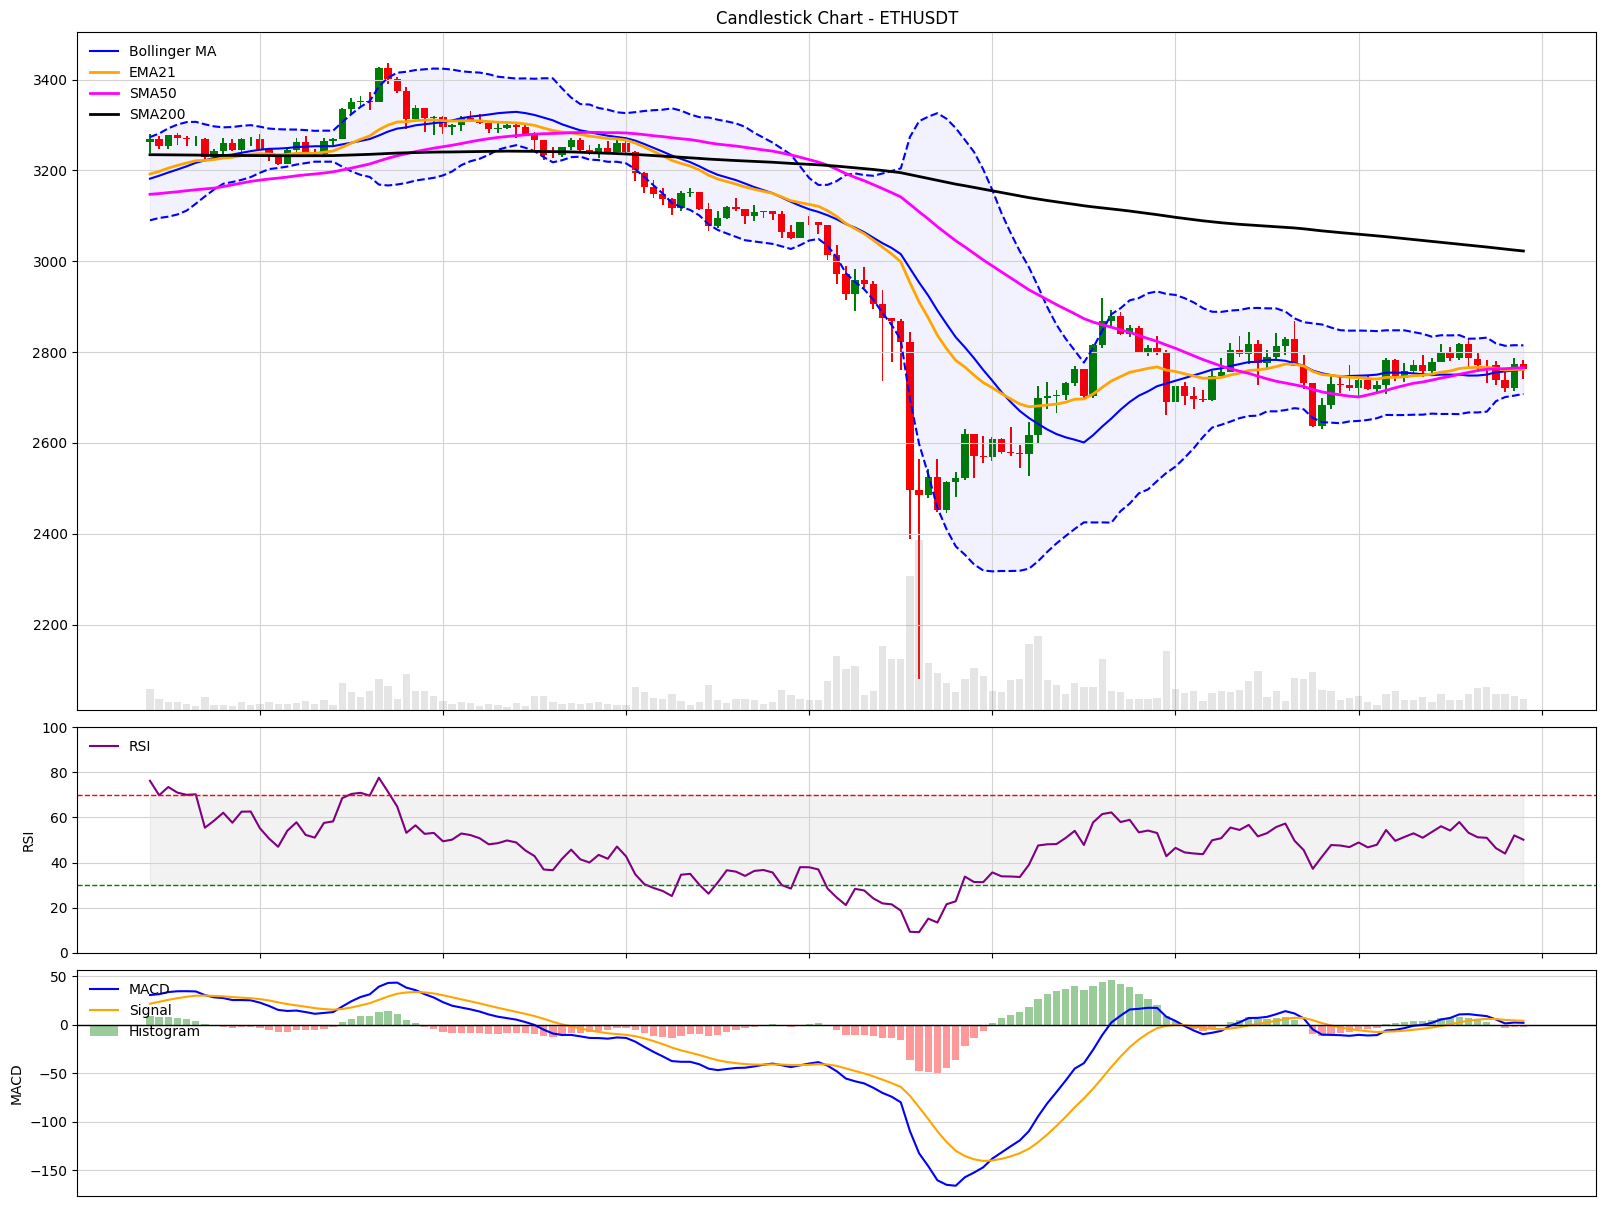 Candlestick Chart - ETHUSDT
Bollinger MA
EMA21
SMA50
SMA200
3400
3200
3000
2800
2600
2400
2200
RSI
100
80
60
40
20
0
RSI
MACD
Signal
Histogram
50
0
−50
−100
−150
MACD